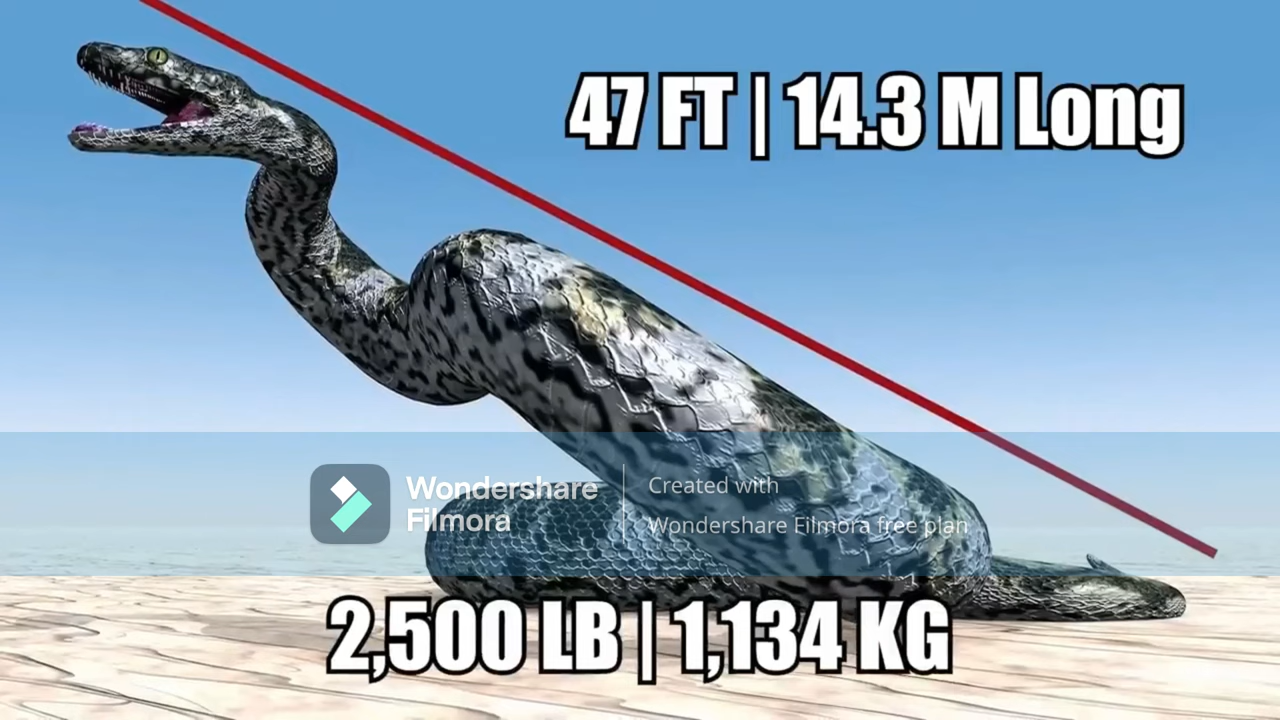 47 FT | 14.3 M Long
Wondershare
Filmora
Created with
Wondershare Filmora free plan
2,500 LB | 1,134 KG